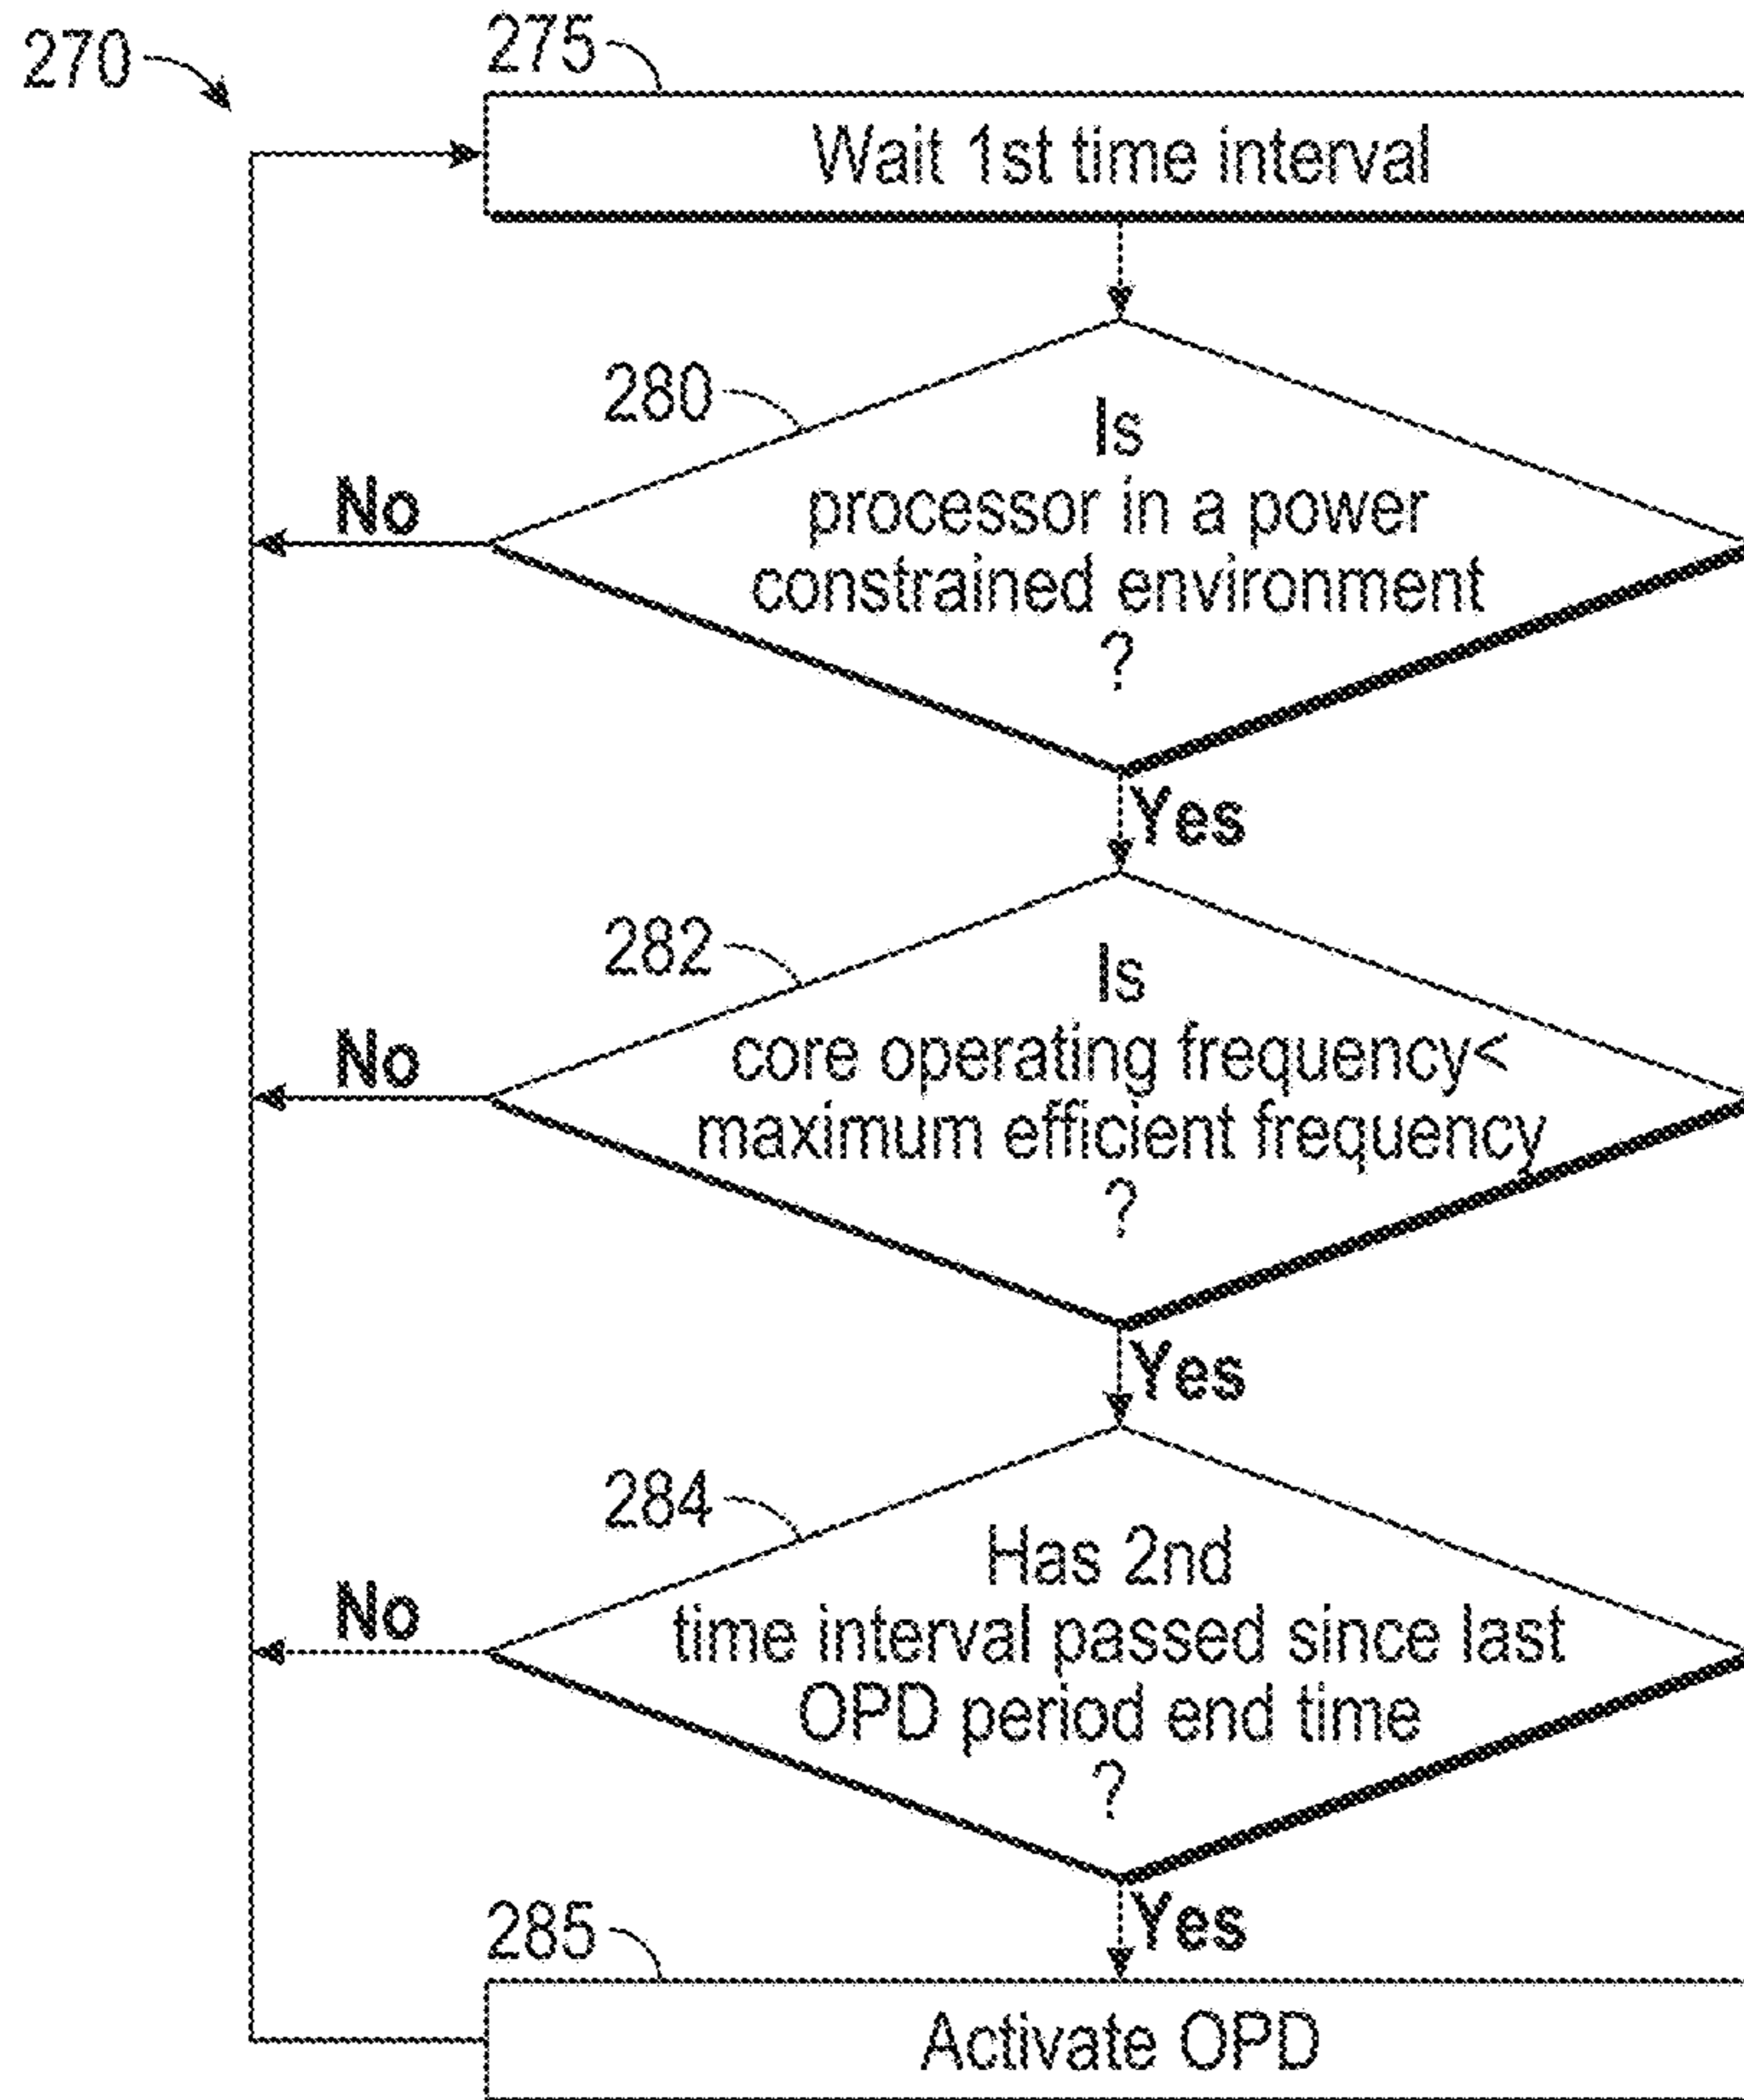 270
275
Wait 1st time interval
280
Is
processor in a power
constrained environment
?
No
Yes
282
Is
core operating frequency<
maximum efficient frequency
?
No
Yes
284
Has 2nd
time interval passed since last
OPD period end time
?
No
Yes
285
Activate OPD